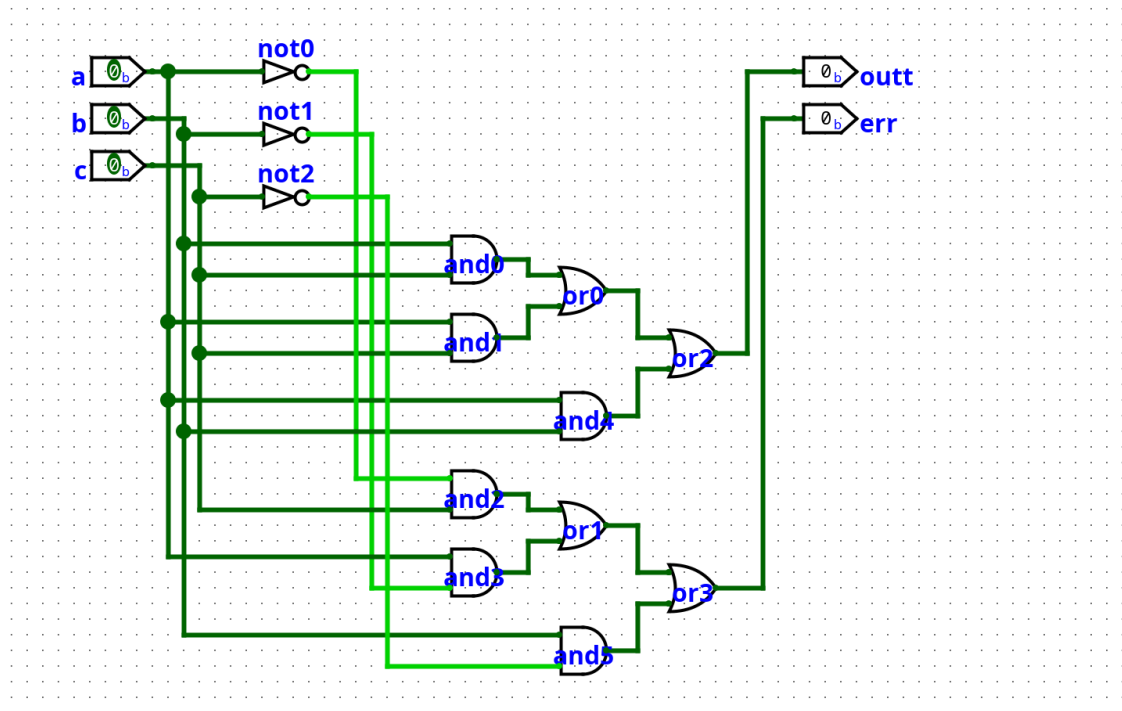 not0
a 0b
outt 0b
not1
b 0b
err 0b
not2
c 0b
and0
or0
and1
or2
and4
and2
or1
and3
or3
and5